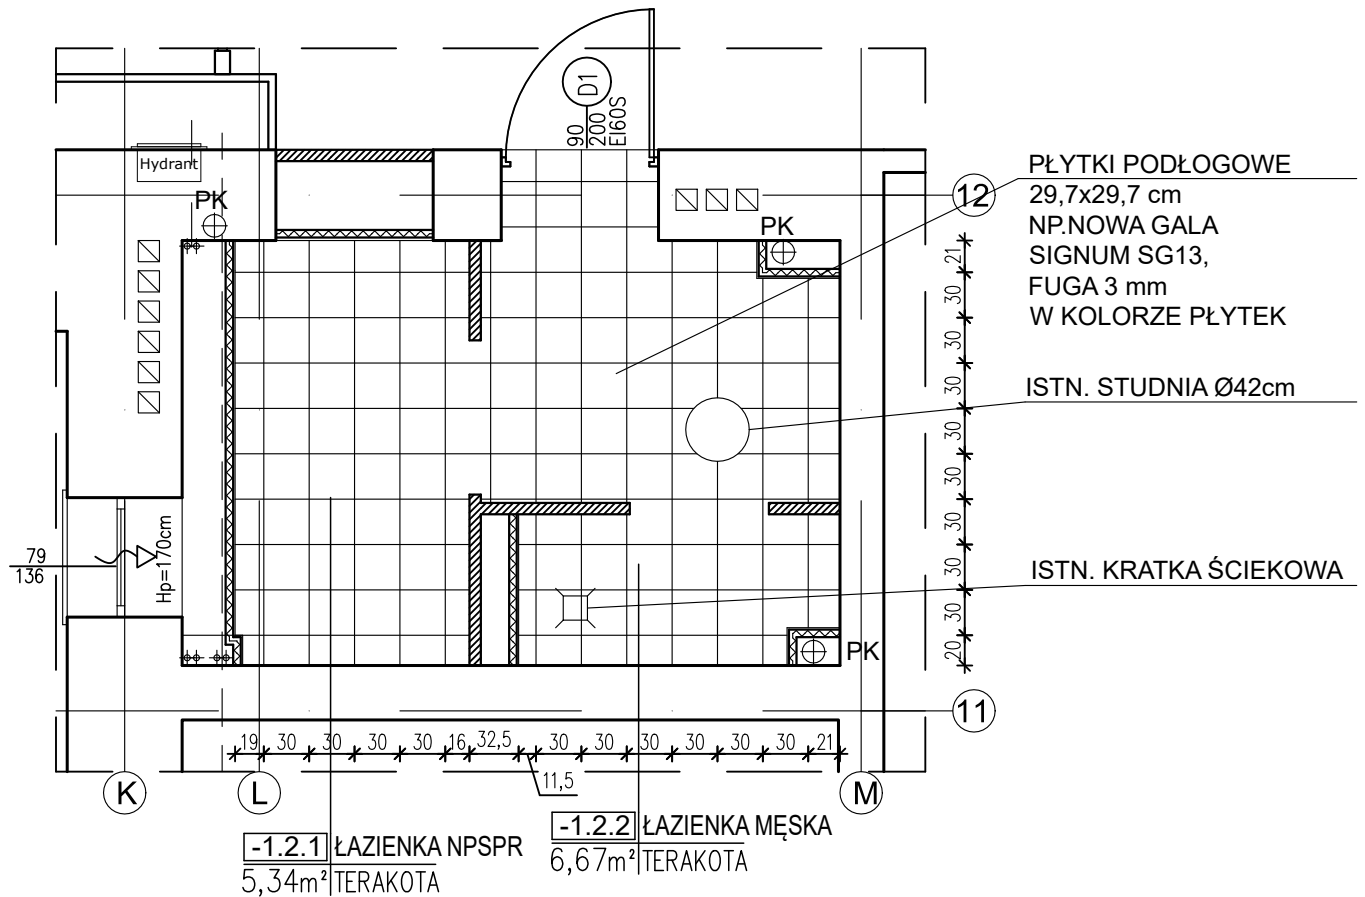 D1
90
200
EI60S
Hydrant
PK
PK
12
PŁYTKI PODŁOGOWE
29,7x29,7 cm
NP.NOWA GALA
SIGNUM SG13,
FUGA 3 mm
W KOLORZE PŁYTEK
21
30
30
30
30
30
30
30
30
20
ISTN. STUDNIA Ø42cm
ISTN. KRATKA ŚCIEKOWA
79
136
Hp=170cm
PK
11
19 30 30 30 30 16 32,5 30 30 30 30 30 30 21
11,5
K
L
M
-1.2.1 ŁAZIENKA NPSPR
5,34m² TERAKOTA
-1.2.2 ŁAZIENKA MĘSKA
6,67m² TERAKOTA